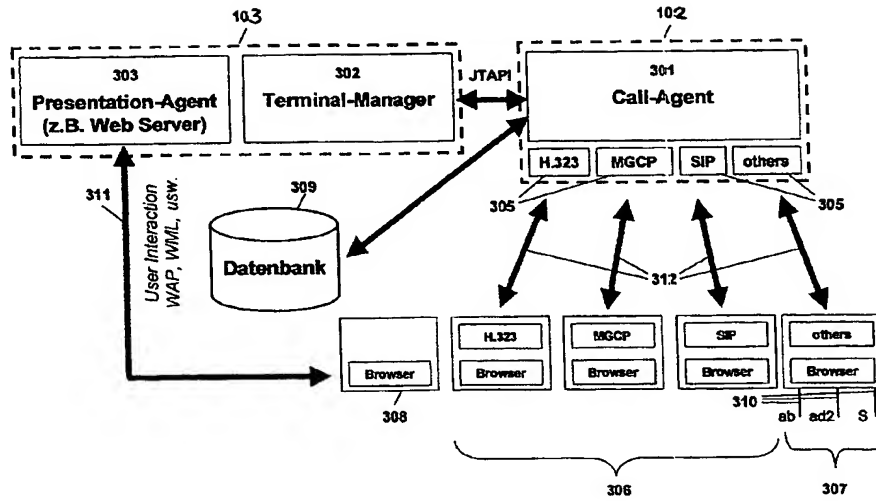 103
102
303
Presentation-Agent
(z.B. Web Server)
302
Terminal-Manager
JTAPI
301
Call-Agent
H.323
MGCP
SIP
others
305
305
311
User Interaction
WAP, WML, usw.
309
Datenbank
312
H.323
MGCP
SIP
others
Browser
Browser
Browser
Browser
Browser
308
310
ab
ad2
S
306
307